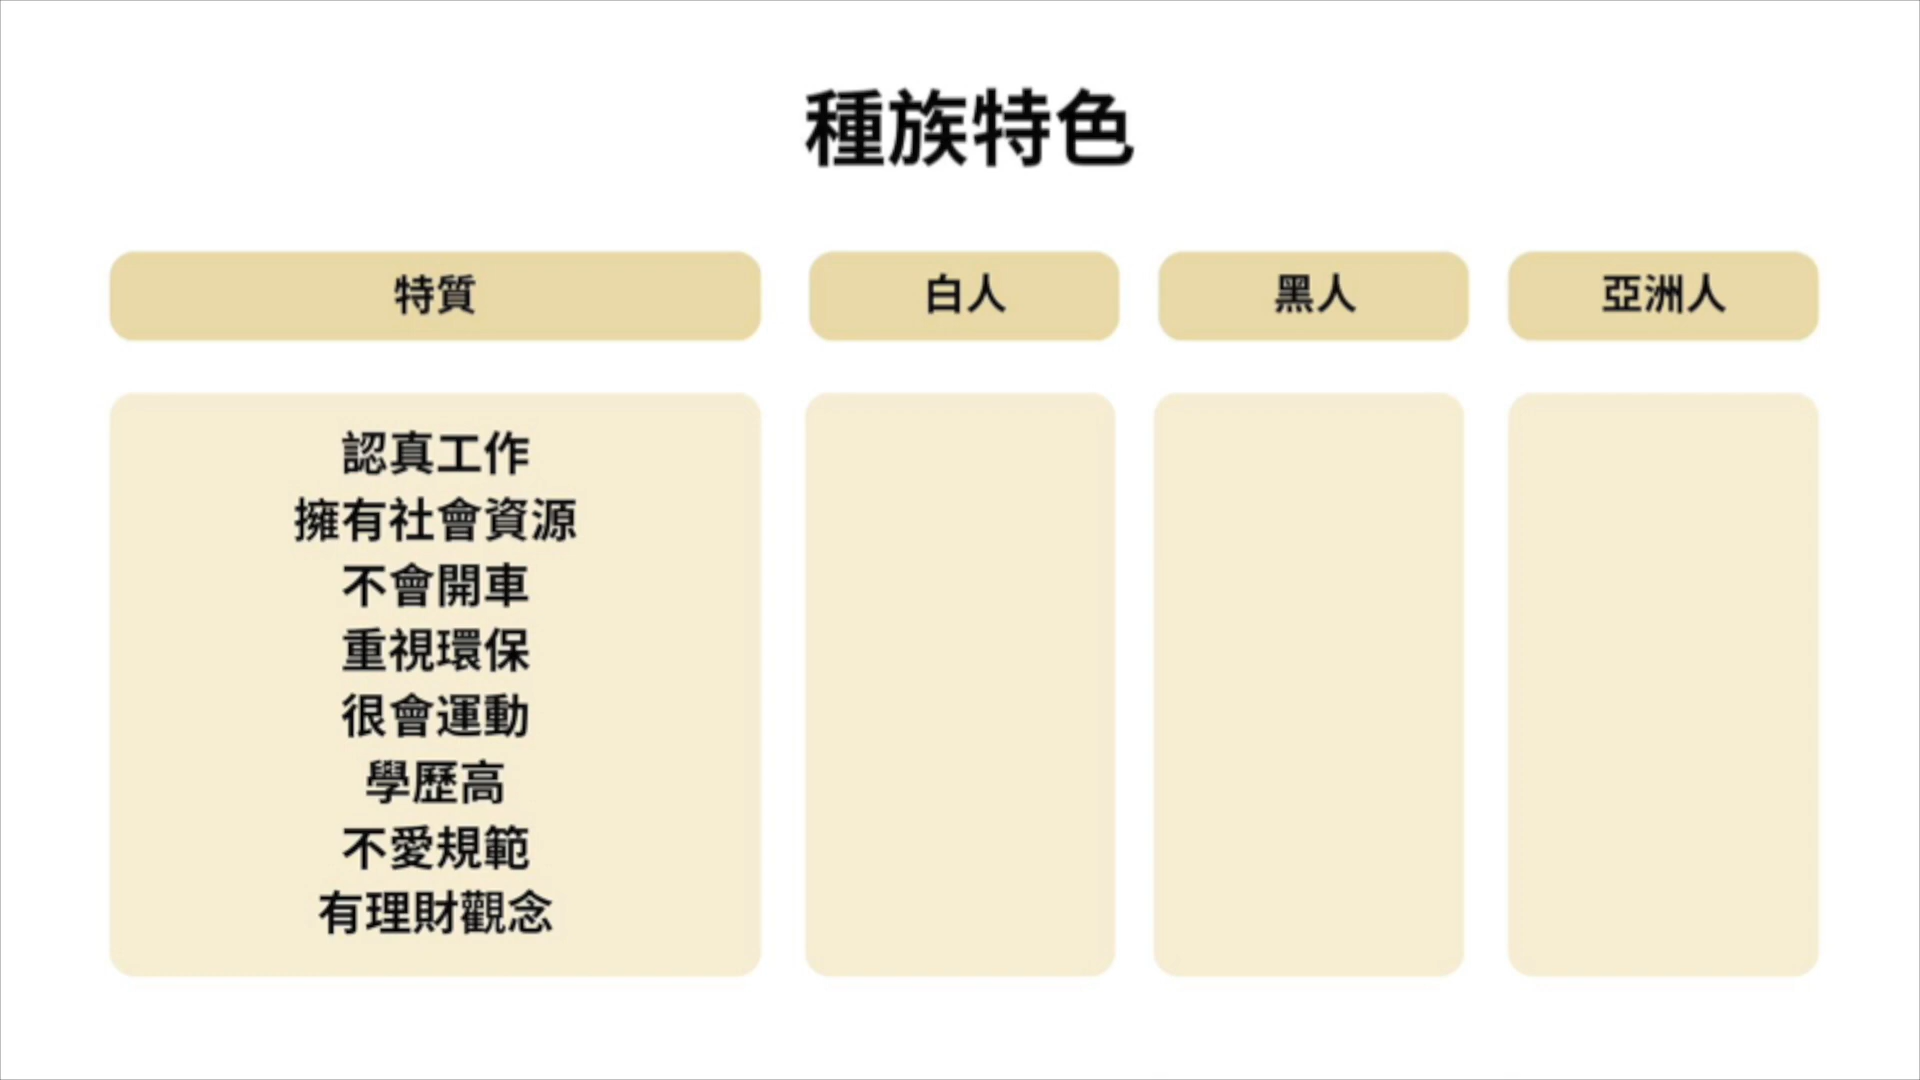 種族特色
特質
白人
黑人
亞洲人
認真工作
擁有社會資源
不會開車
重視環保
很會運動
學歷高
不愛規範
有理財觀念